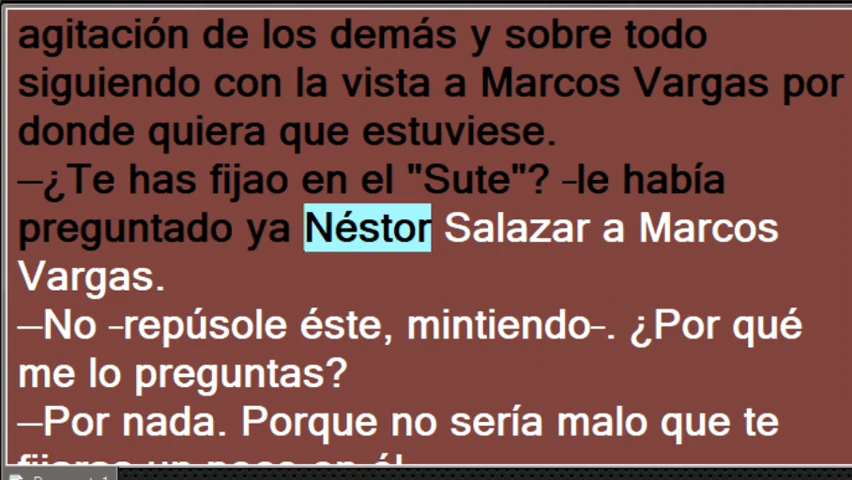 agitación de los demás y sobre todo
siguiendo con la vista a Marcos Vargas por
donde quiera que estuviese.
—¿Te has fijao en el "Sute"? –le había
preguntado ya Néstor Salazar a Marcos
Vargas.
—No –repúsole éste, mintiendo–. ¿Por qué
me lo preguntas?
—Por nada. Porque no sería malo que te